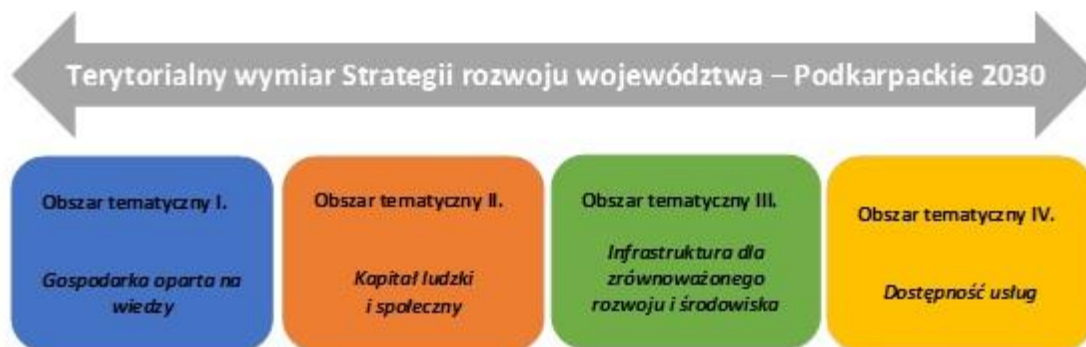 Terytorialny wymiar Strategii rozwoju województwa – Podkarpackie 2030
Obszar tematyczny I.
Gospodarka oparta na
wiedzy
Obszar tematyczny II.
Kapitał ludzki
i społeczny
Obszar tematyczny III.
Infrastruktura dla
zrównoważonego
rozwoju i środowiska
Obszar tematyczny IV.
Dostępność usług